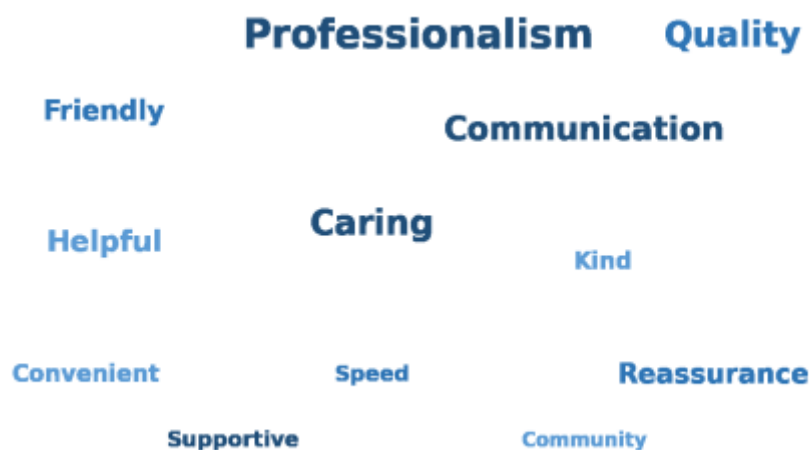 Professionalism Quality
Friendly
Communication
Caring
Helpful
Kind
Convenient Speed Reassurance
Supportive Community